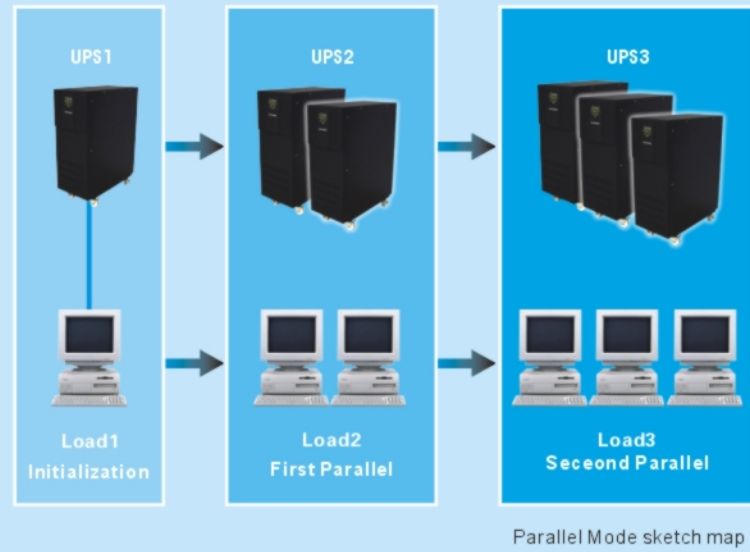 UPS1
UPS2
UPS3
Load1
Initialization
Load2
First Parallel
Load3
Seceond Parallel
Parallel Mode sketch map